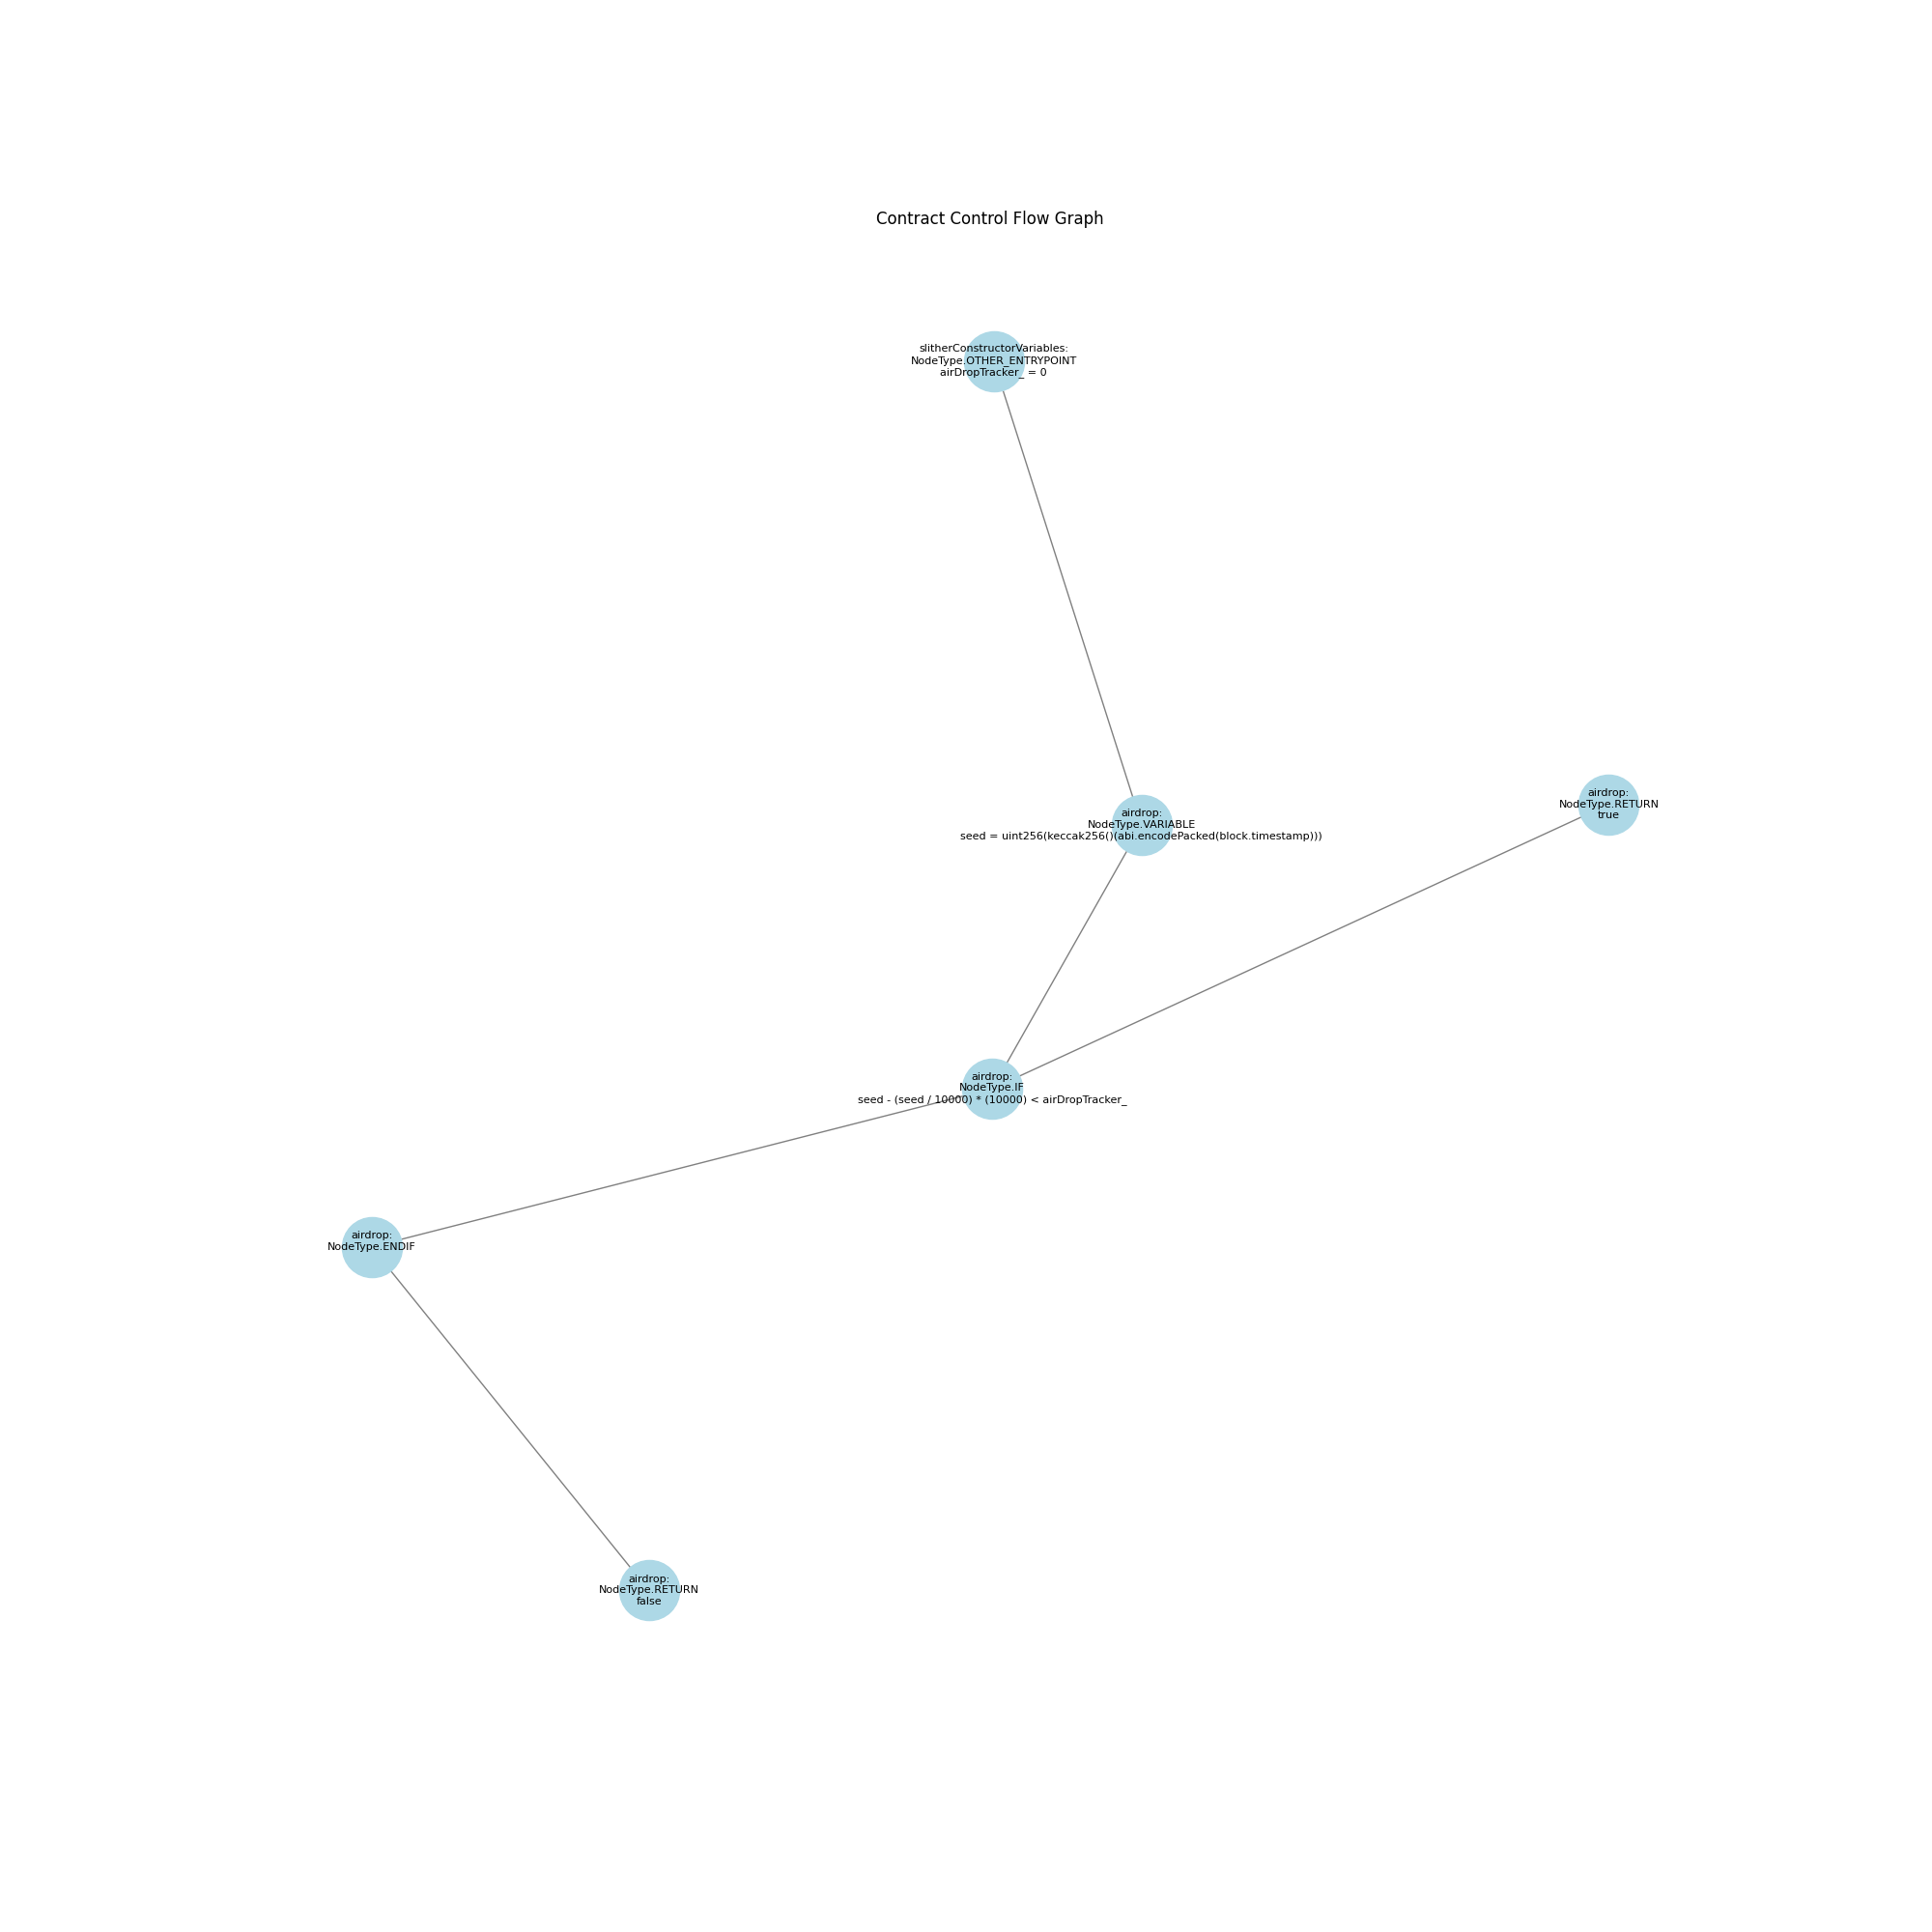 Contract Control Flow Graph
slitherConstructorVariables:
NodeType.OTHER_ENTRYPOINT
airDropTracker_ = 0
airdrop:
NodeType.RETURN
true
airdrop:
NodeType.VARIABLE
seed = uint256(keccak256()(abi.encodePacked(block.timestamp)))
airdrop:
NodeType.IF
seed - (seed / 10000) * (10000) < airDropTracker_
airdrop:
NodeType.ENDIF
airdrop:
NodeType.RETURN
false